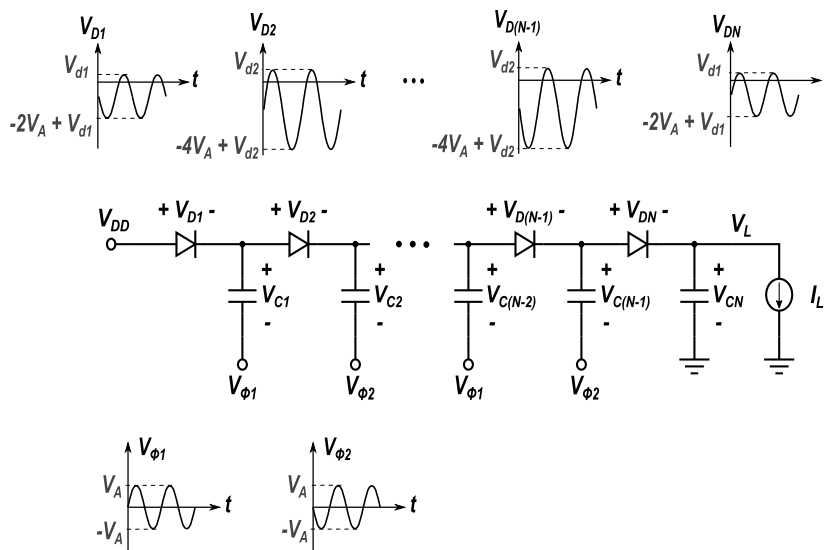 V_D1 V_D2 V_D(N-1) V_DN
V_d1 t V_d2 t ... V_d2 t V_d1
-2V_A + V_d1 -4V_A + V_d2 -4V_A + V_d2 -2V_A + V_d1
V_DD + V_D1 - + V_D2 - ... + V_D(N-1) - + V_DN - V_L
+ + + + +
V_C1 V_C2 V_C(N-2) V_C(N-1) V_CN I_L
- - - - -
V_Φ1 V_Φ2 V_Φ1 V_Φ2
V_Φ1 V_Φ2
V_A t V_A t
-V_A -V_A